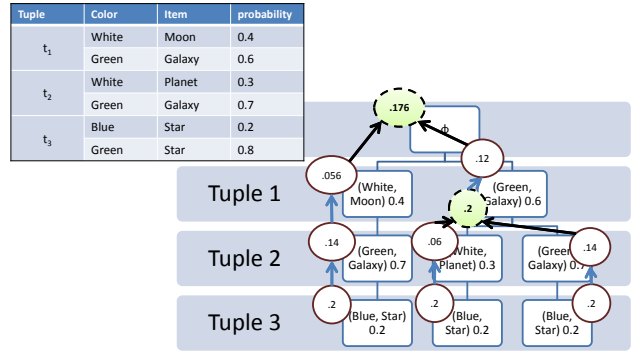 Tuple Color Item probability
t1 White Moon 0.4
Green Galaxy 0.6
t2 White Planet 0.3
Green Galaxy 0.7
t3 Blue Star 0.2
Green Star 0.8
.176
ϕ
.12
.056
Tuple 1
(White,
Moon) 0.4
(Green,
Galaxy) 0.6
.2
Tuple 2
.14
(Green,
Galaxy) 0.7
.06
White,
Planet) 0.3
(Green,
Galaxy) 0.7
.14
Tuple 3
.2
(Blue, Star)
0.2
.2
(Blue,
Star) 0.2
(Blue,
Star) 0.2
.2